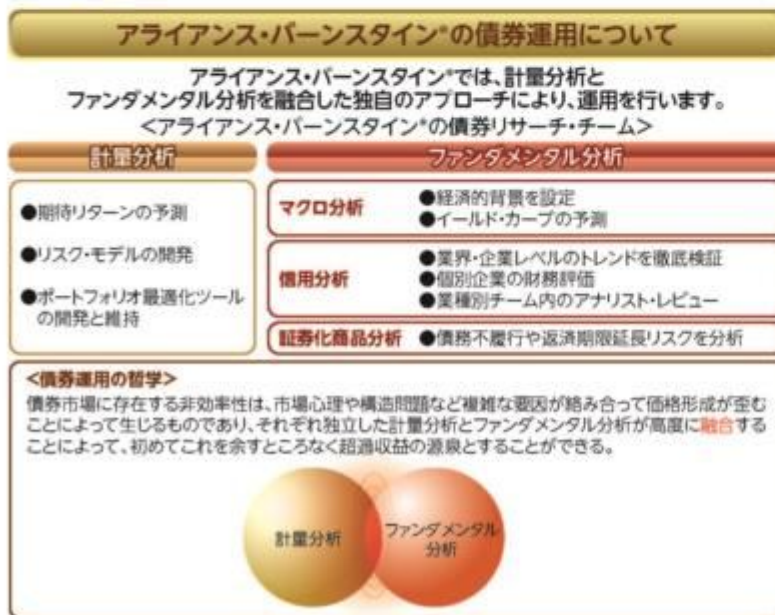 アライアンス・バーンスタイン*の債券運用について
アライアンス・バーンスタイン*では、計量分析と
ファンダメンタル分析を融合した独自のアプローチにより、運用を行います。
<アライアンス・バーンスタイン*の債券リサーチ・チーム>
計量分析
●期待リターンの予測
●リスク・モデルの開発
●ポートフォリオ最適化ツール
の開発と維持
ファンダメンタル分析
マクロ分析
●経済的背景を設定
●イールド・カーブの予測
信用分析
●業界・企業レベルのトレンドを徹底検証
●個別企業の財務評価
●業種別チーム内のアナリスト・レビュー
証券化商品分析
●債務不履行や返済期限延長リスクを分析
<債券運用の哲学>
債券市場に存在する非効率性は、市場心理や構造問題など複雑な要因が絡み合って価格形成が歪む
ことによって生じるものであり、それぞれ独立した計量分析とファンダメンタル分析が高度に融合する
ことによって、初めてこれを余すところなく超過収益の源泉とすることができる。
計量分析
ファンダメンタル
分析